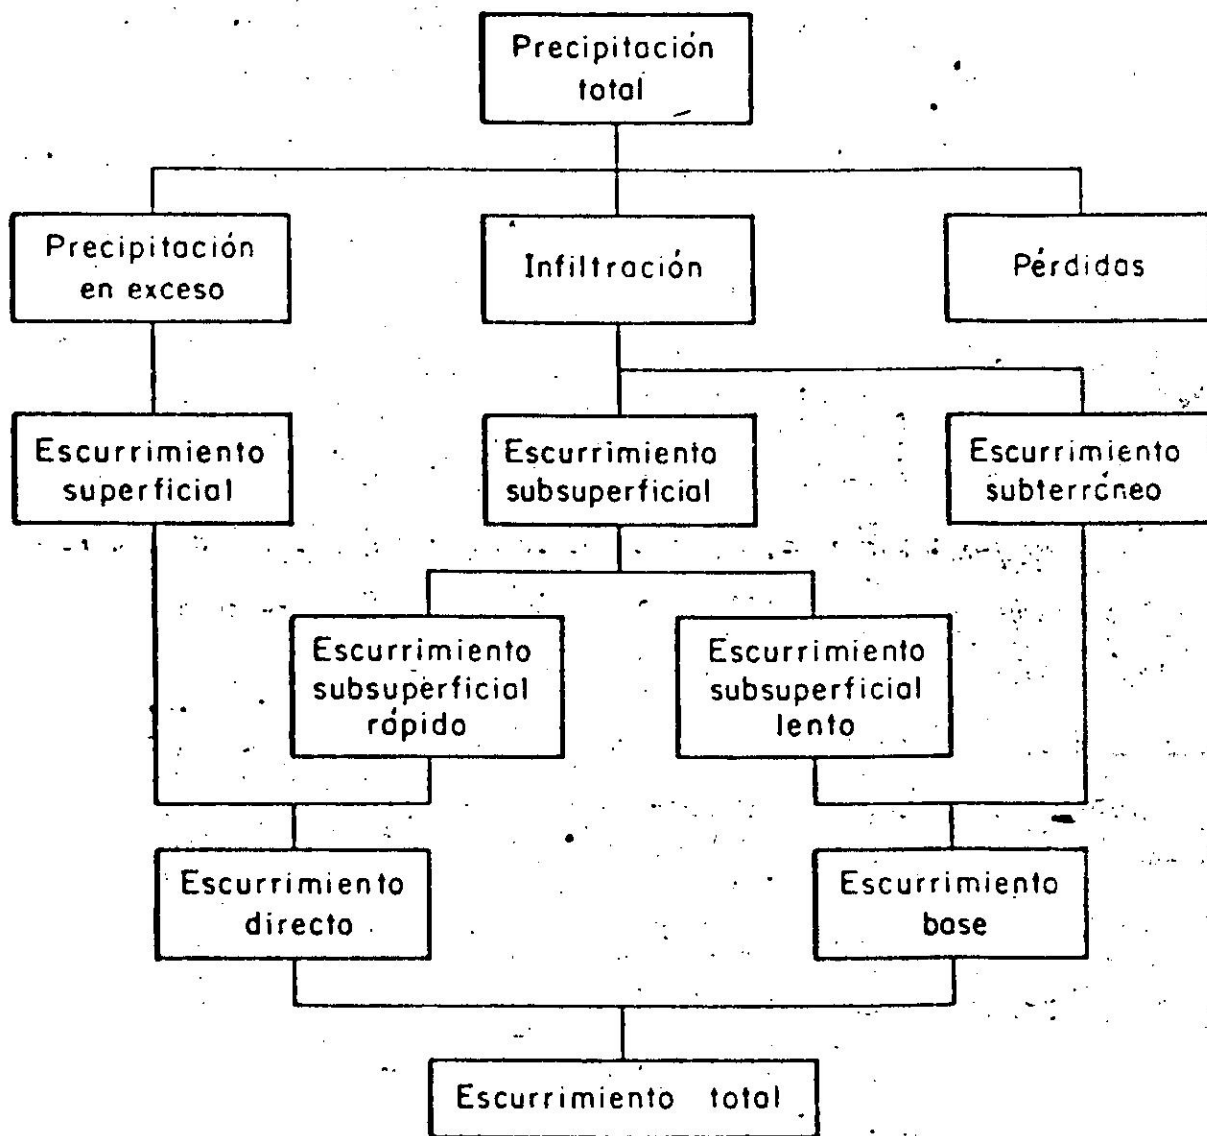 Precipitación
total
Precipitación
en exceso
Infiltración
Pérdidas
Escurrimiento
superficial
Escurrimiento
subsuperficial
Escurrimiento
subterráneo
Escurrimiento
subsuperficial
rápido
Escurrimiento
subsuperficial
lento
Escurrimiento
directo
Escurrimiento
base
Escurrimiento total